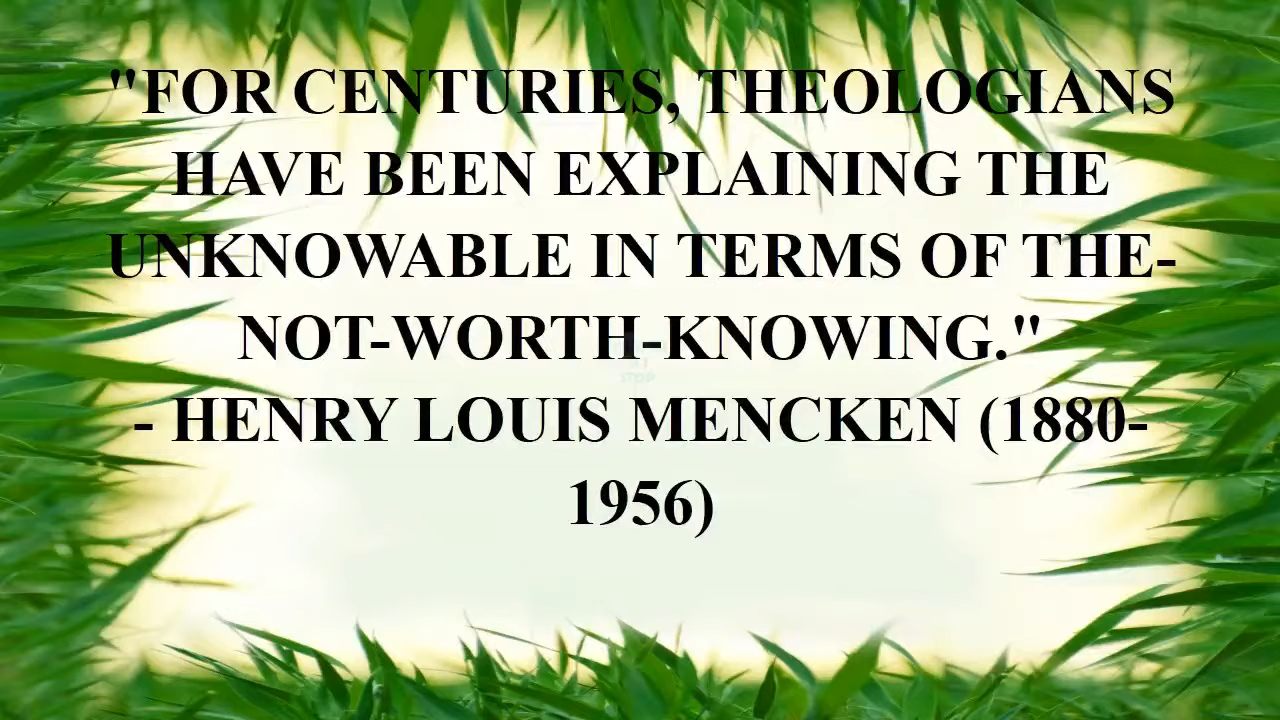 "FOR CENTURIES, THEOLOGIANS
HAVE BEEN EXPLAINING THE
UNKNOWABLE IN TERMS OF THE-
NOT-WORTH-KNOWING."
- HENRY LOUIS MENCKEN (1880-
1956)